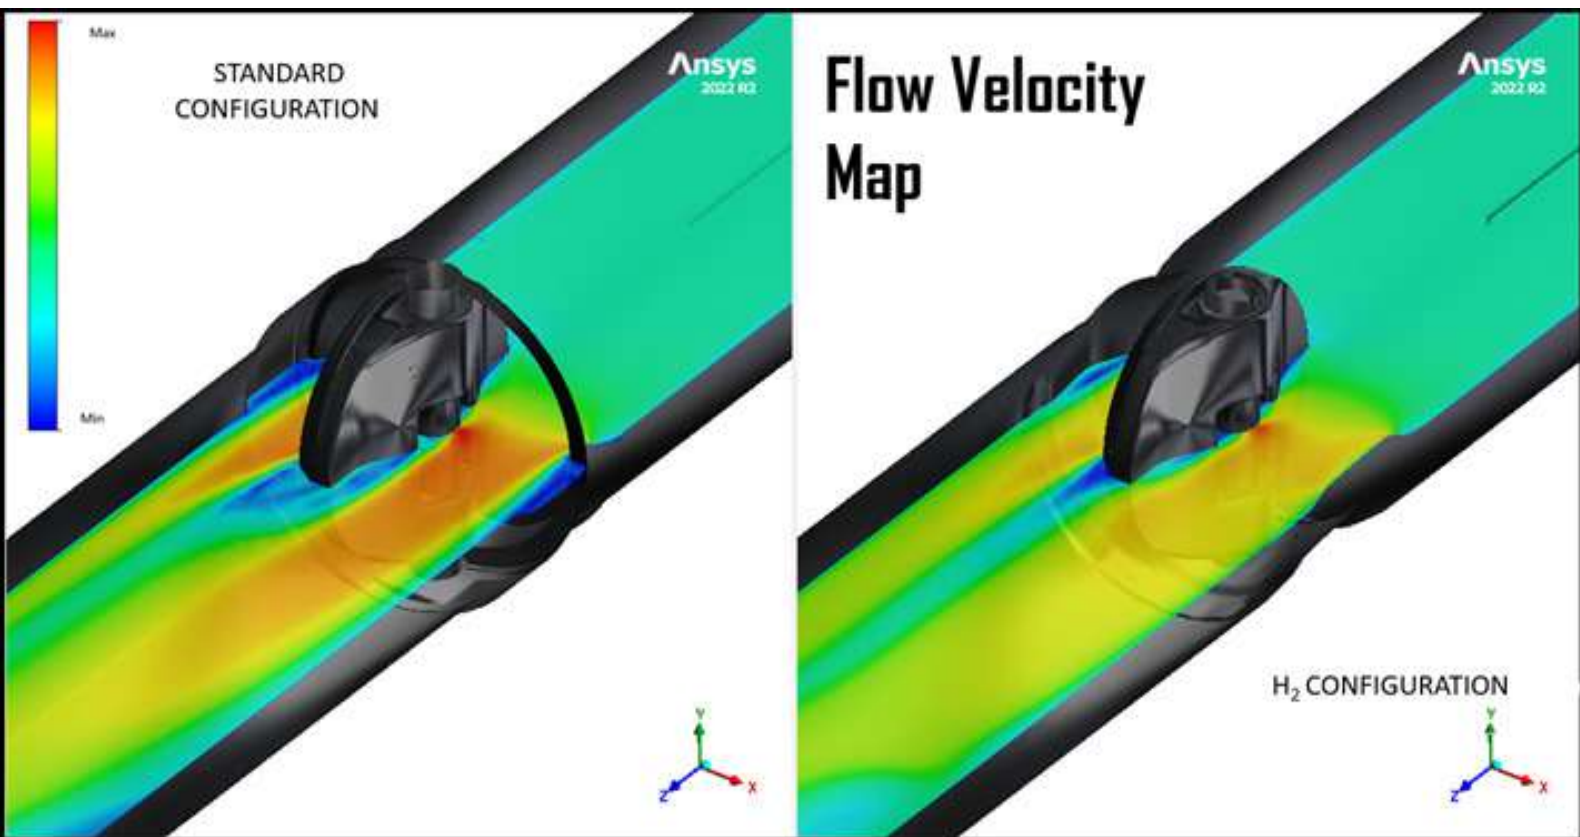 Max
STANDARD
CONFIGURATION
Min
Ansys
2022 R2
Y
X
Z
Flow Velocity
Map
Ansys
2022 R2
H₂ CONFIGURATION
Y
X
Z